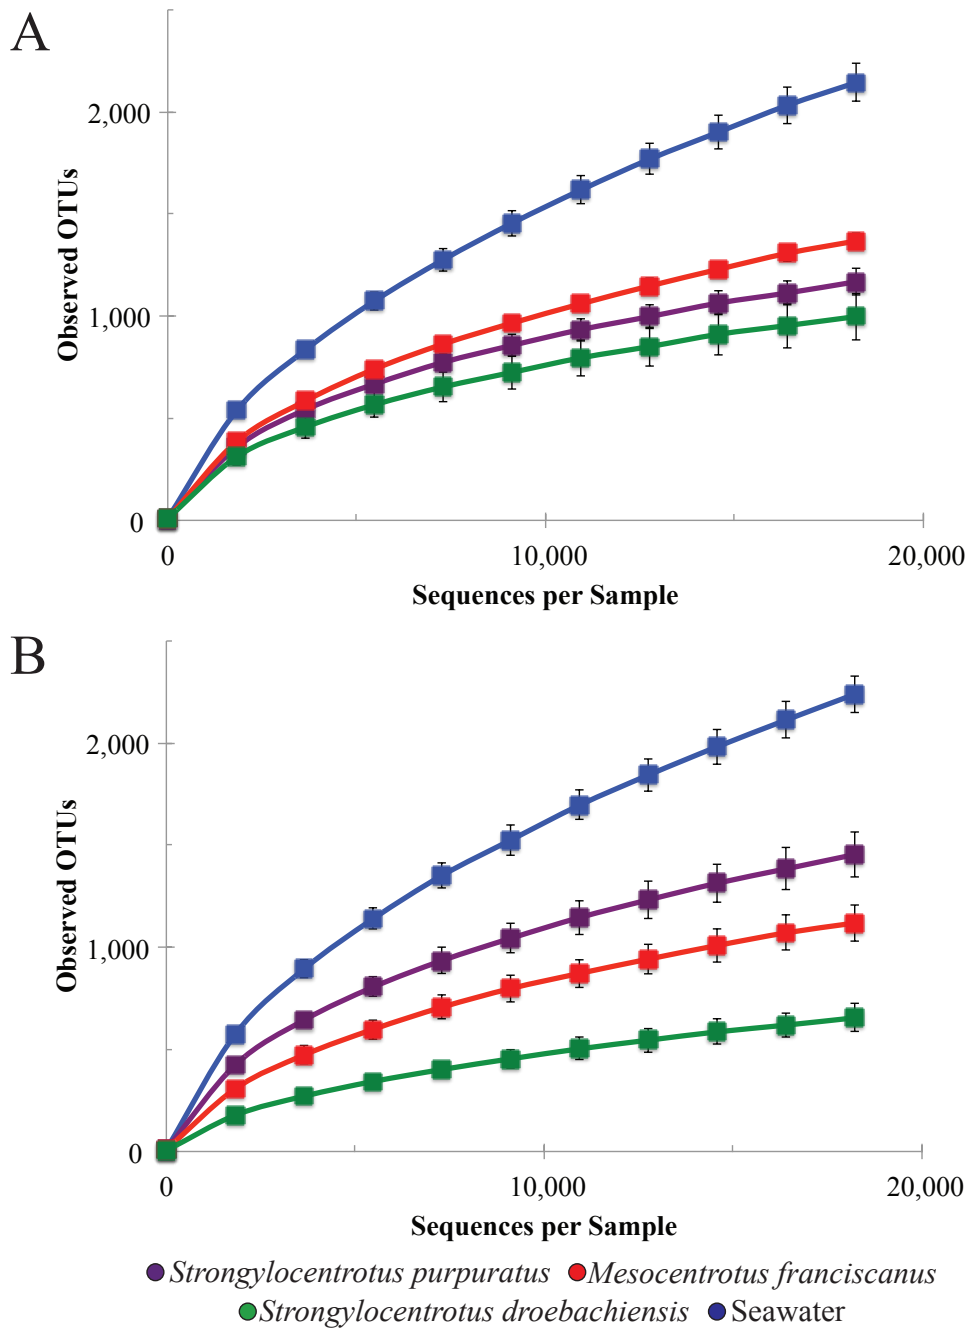 A
2,000
1,000
0
Observed OTUs
0 10,000 20,000
Sequences per Sample
B
2,000
1,000
0
Observed OTUs
0 10,000 20,000
Sequences per Sample
Strongylocentrotus purpuratus Mesocentrotus franciscanus
Strongylocentrotus droebachiensis Seawater